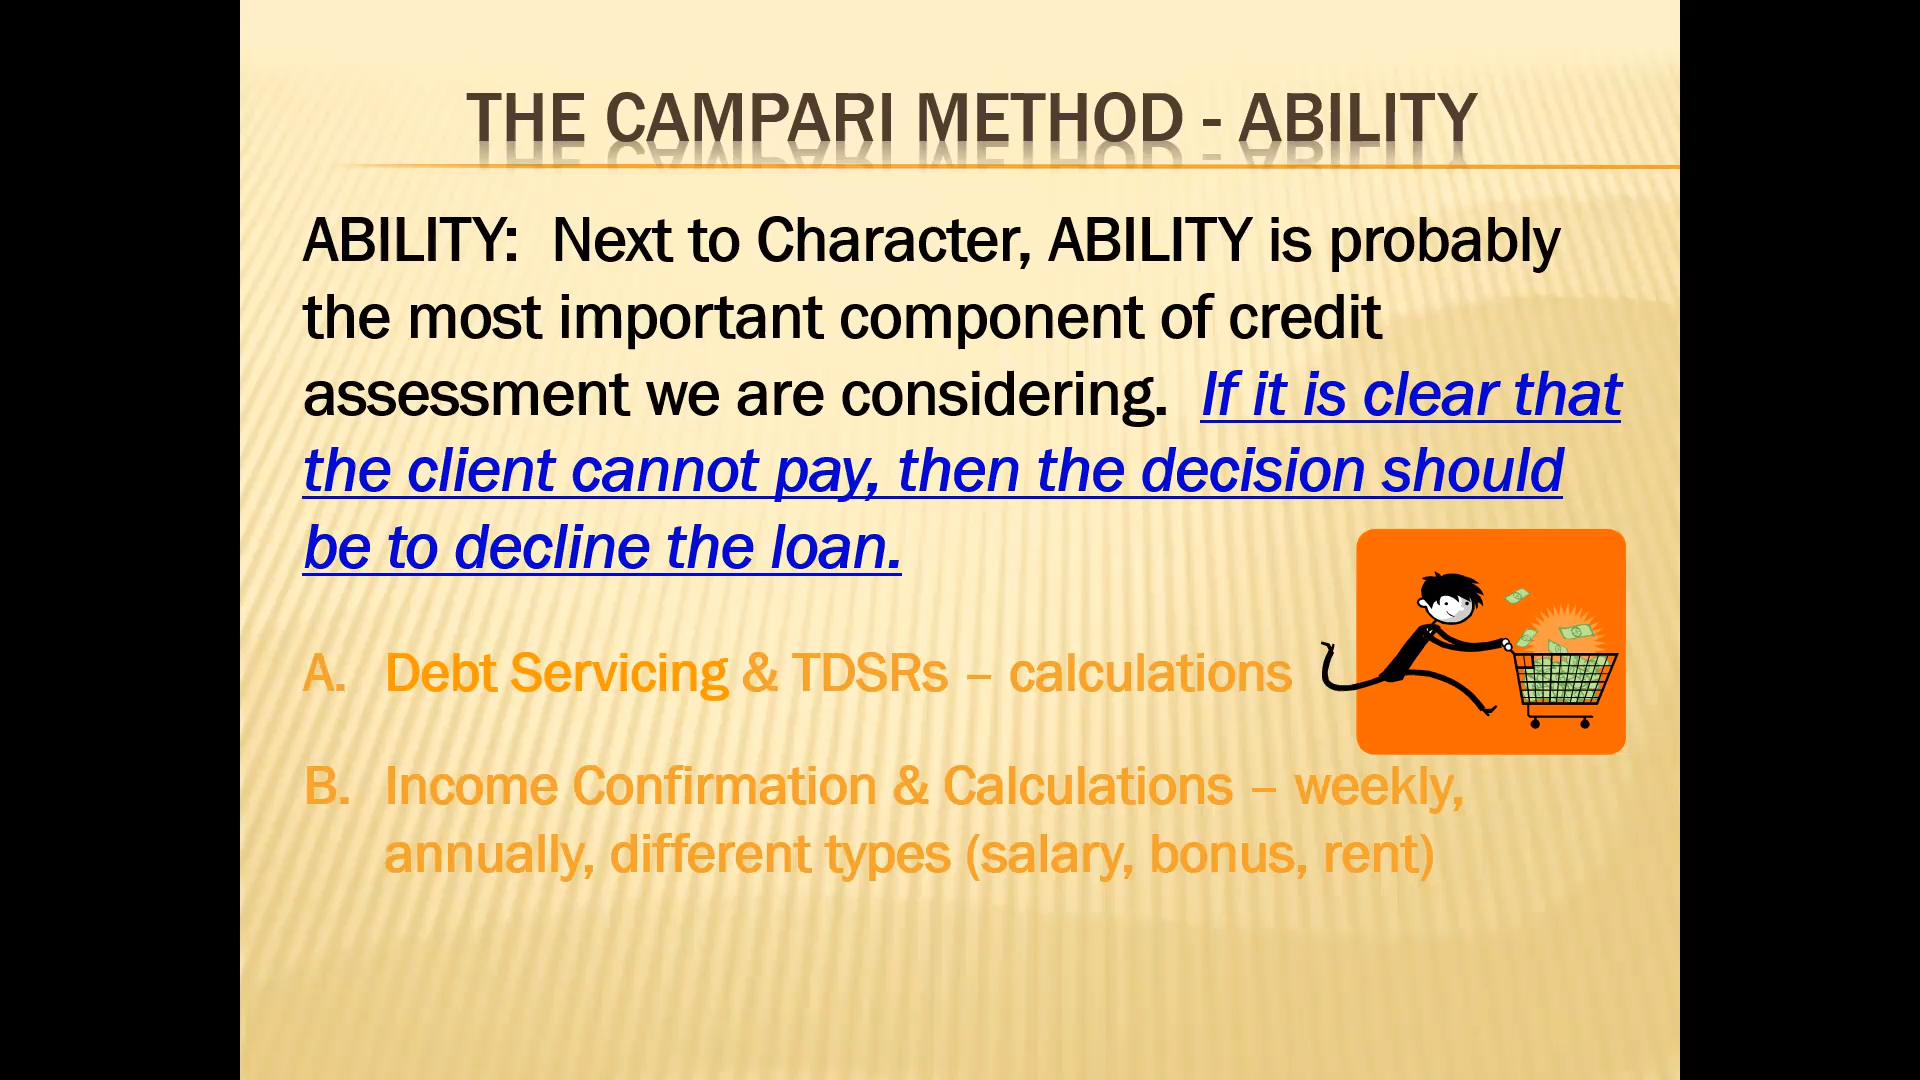 THE CAMPARI METHOD - ABILITY
ABILITY:  Next to Character, ABILITY is probably
the most important component of credit
assessment we are considering.  If it is clear that
the client cannot pay, then the decision should
be to decline the loan.
A. Debt Servicing & TDSRs – calculations
B. Income Confirmation & Calculations – weekly,
annually, different types (salary, bonus, rent)